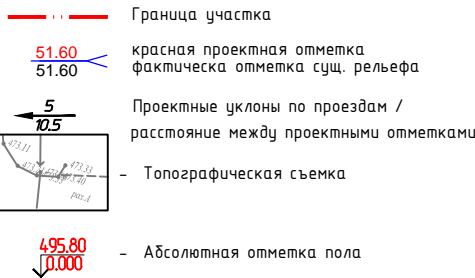 Граница участка
51.60 красная проектная отметка
51.60 фактическа отметка сущ. рельефа
5 Проектные уклоны по проездам /
10.5 расстояние между проектными отметками
473.11
473.33
- Топографическая съемка
495.80 - Абсолютная отметка пола
0.000